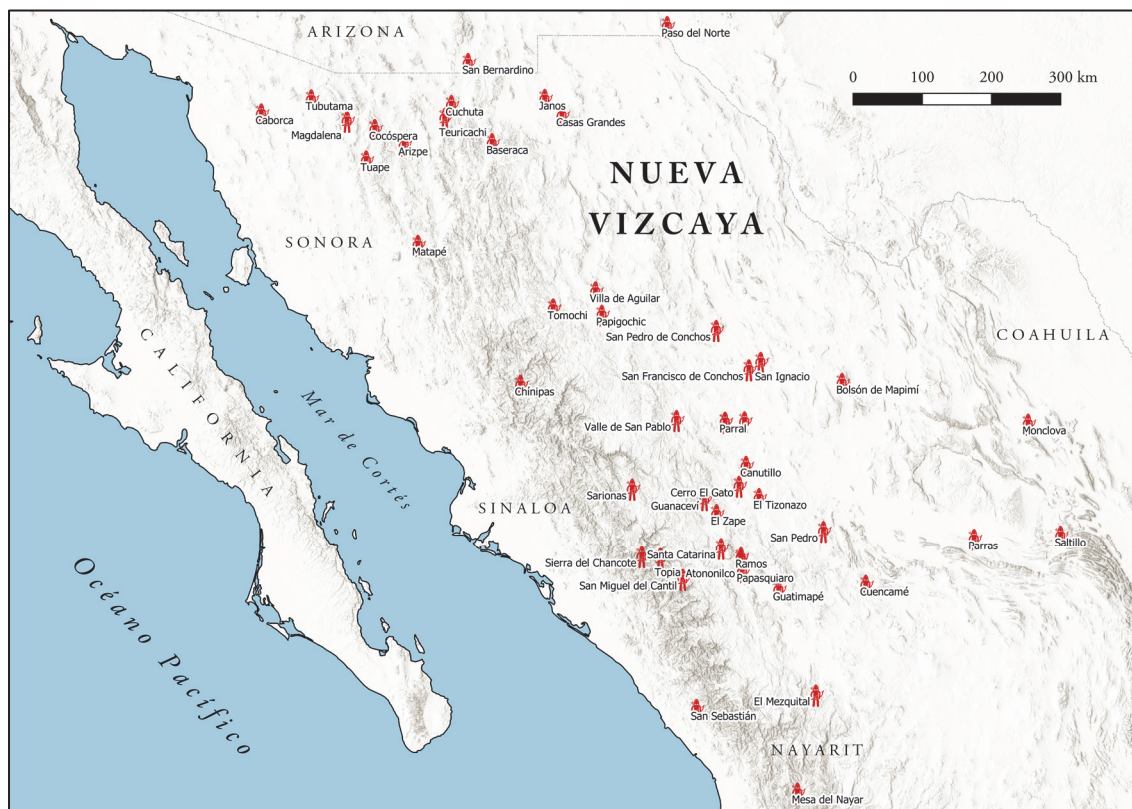 ARIZONA
Paso del Norte
San Bernardino
0 100 200 300 km
Tubutama
Caborca
Cuchuta
Janos
Magdalena
Cocóspera
Teuricachi
Casas Grandes
Arizpe
Baseraca
Tuape
NUEVA
VIZCAYA
SONORA
Matapé
Villa de Aguilar
Tomochi
Papigochic
San Pedro de Conchos
COAHUILA
CALIFORNIA
San Francisco de Conchos
San Ignacio
Chínipas
Bolsón de Mapimí
Mar de Cortés
Valle de San Pablo
Parral
Monclova
Canutillo
Sarionas
Cerro El Gato
El Tizonazo
Guanaceví
SINALOA
El Zape
San Pedro
Parras
Saltillo
Santa Catarina
Sierra del Chancote
Ramos
Topia
Atononilco
Papasquiaro
San Miguel del Cantil
Guatimapé
Cuencamé
Océano Pacífico
El Mezquital
San Sebastián
NAYARIT
Mesa del Nayar